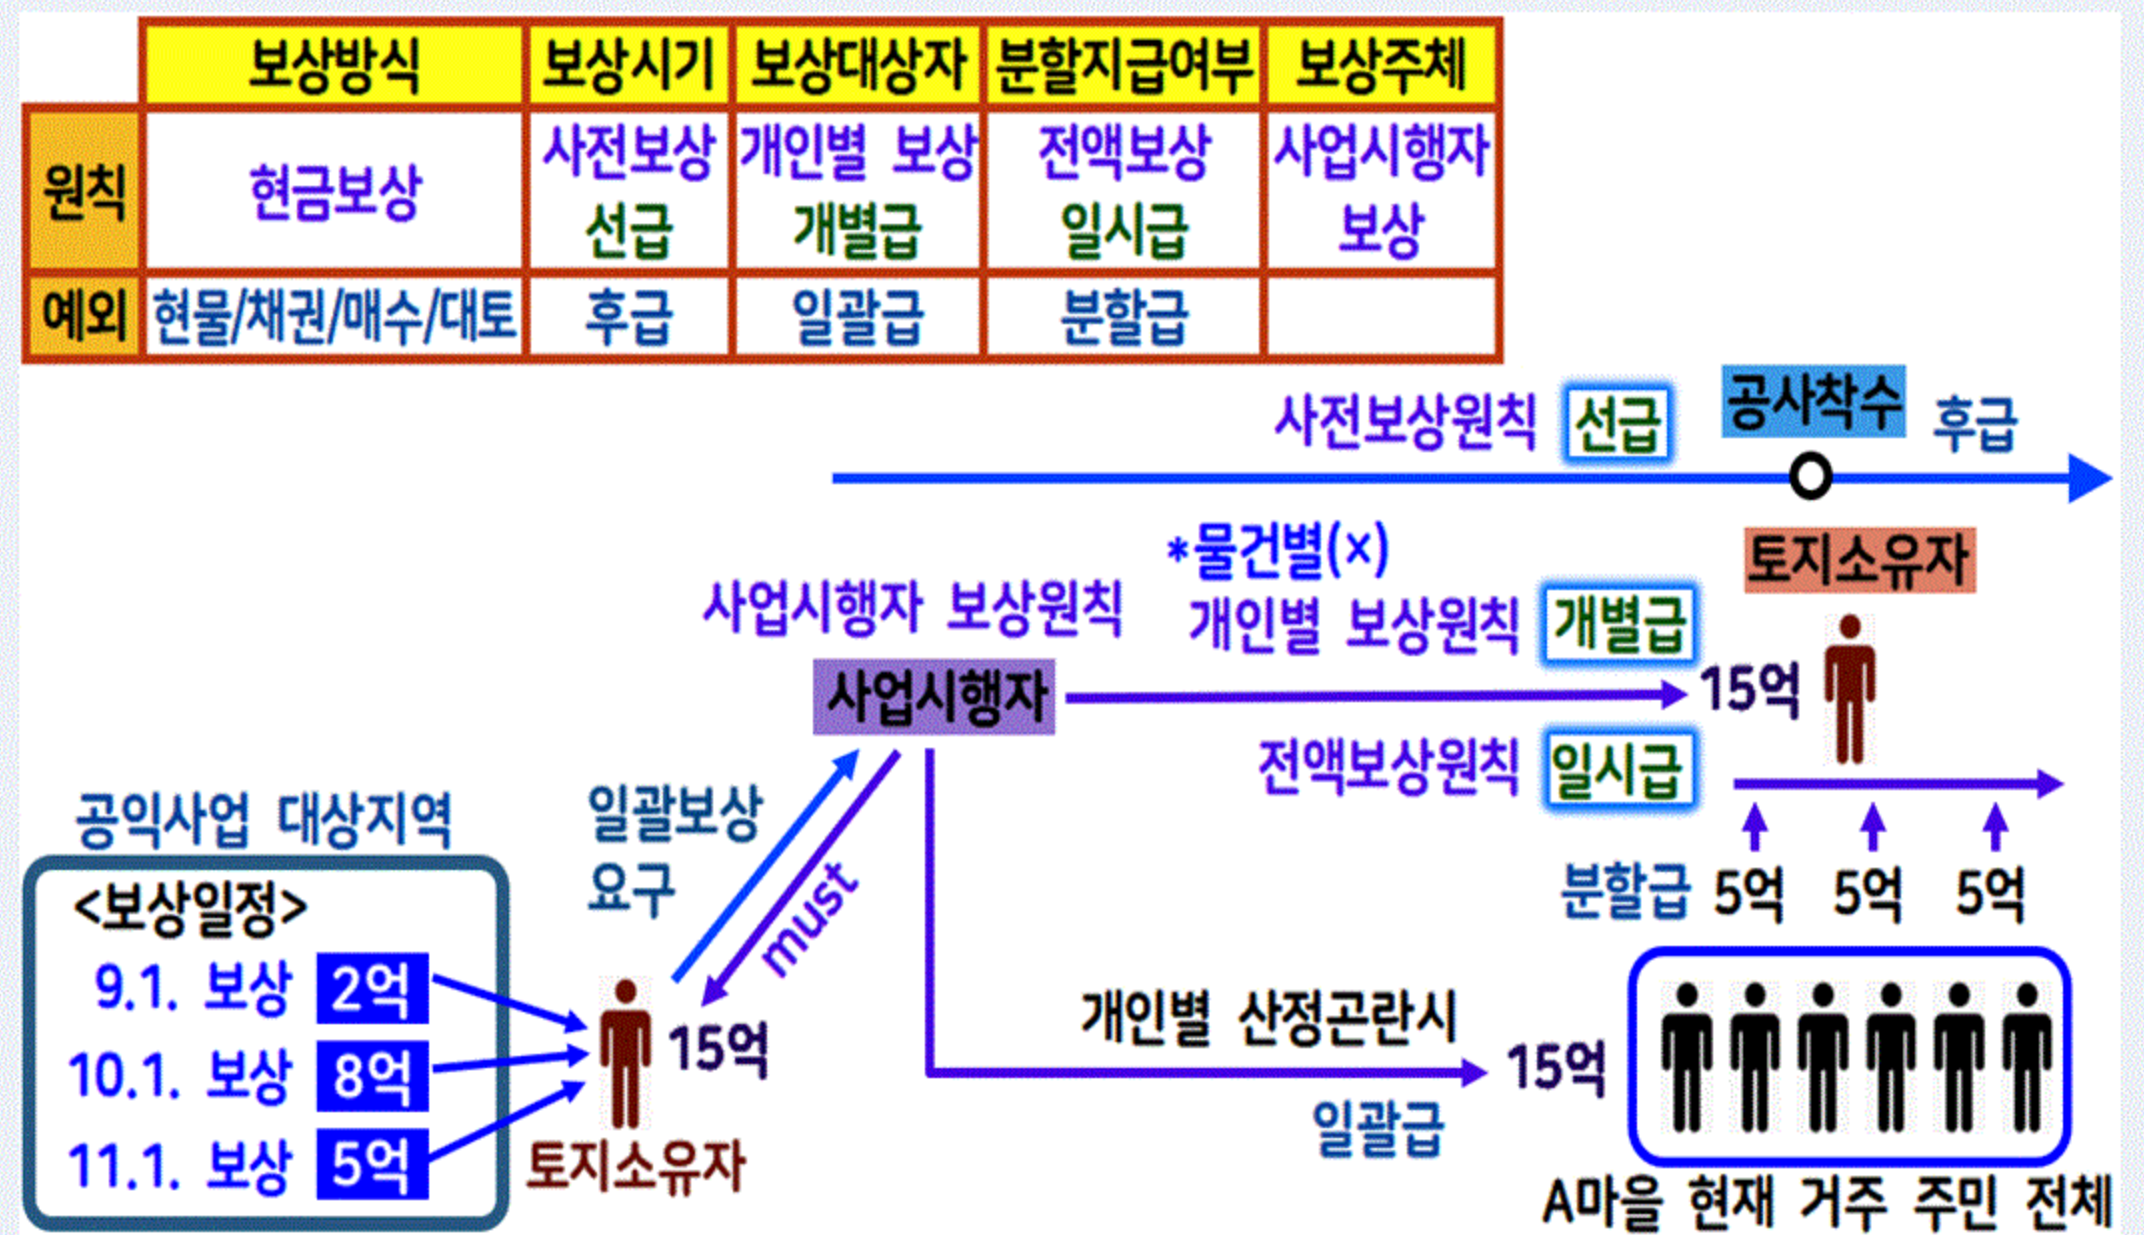 보상방식 보상시기 보상대상자 분할지급여부 보상주체
원칙 현금보상 사전보상 개인별 보상 전액보상 사업시행자
선급 개별급 일시급 보상
예외 현물/채권/매수/대토 후급 일괄급 분할급
사전보상원칙 선급 공사착수 후급
*물건별(×)
토지소유자
사업시행자 보상원칙 개인별 보상원칙 개별급
사업시행자 15억
전액보상원칙 일시급
공익사업 대상지역 일괄보상
요구
must
분할급 5억 5억 5억
<보상일정>
9.1. 보상 2억
10.1. 보상 8억
11.1. 보상 5억
15억
토지소유자
개인별 산정곤란시
15억
일괄급
A마을 현재 거주 주민 전체